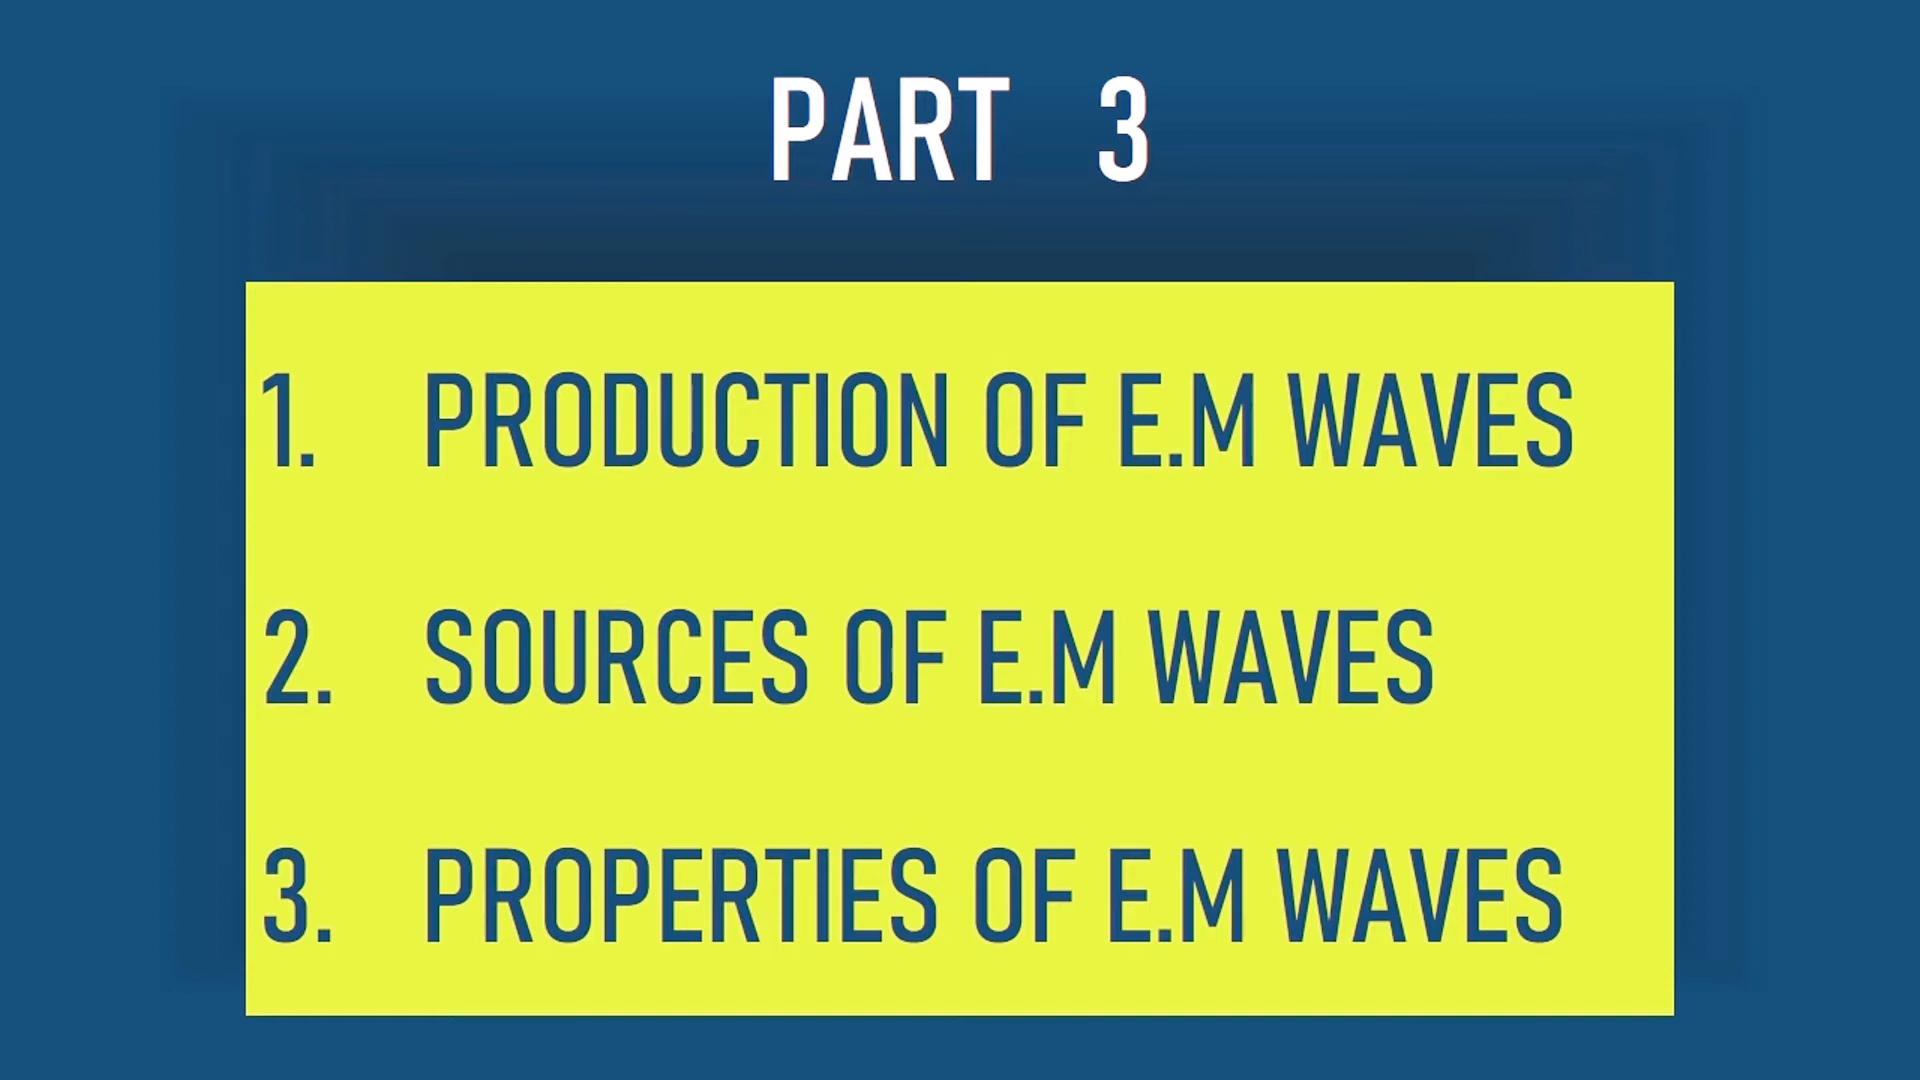 PART 3
1. PRODUCTION OF E.M WAVES
2. SOURCES OF E.M WAVES
3. PROPERTIES OF E.M WAVES